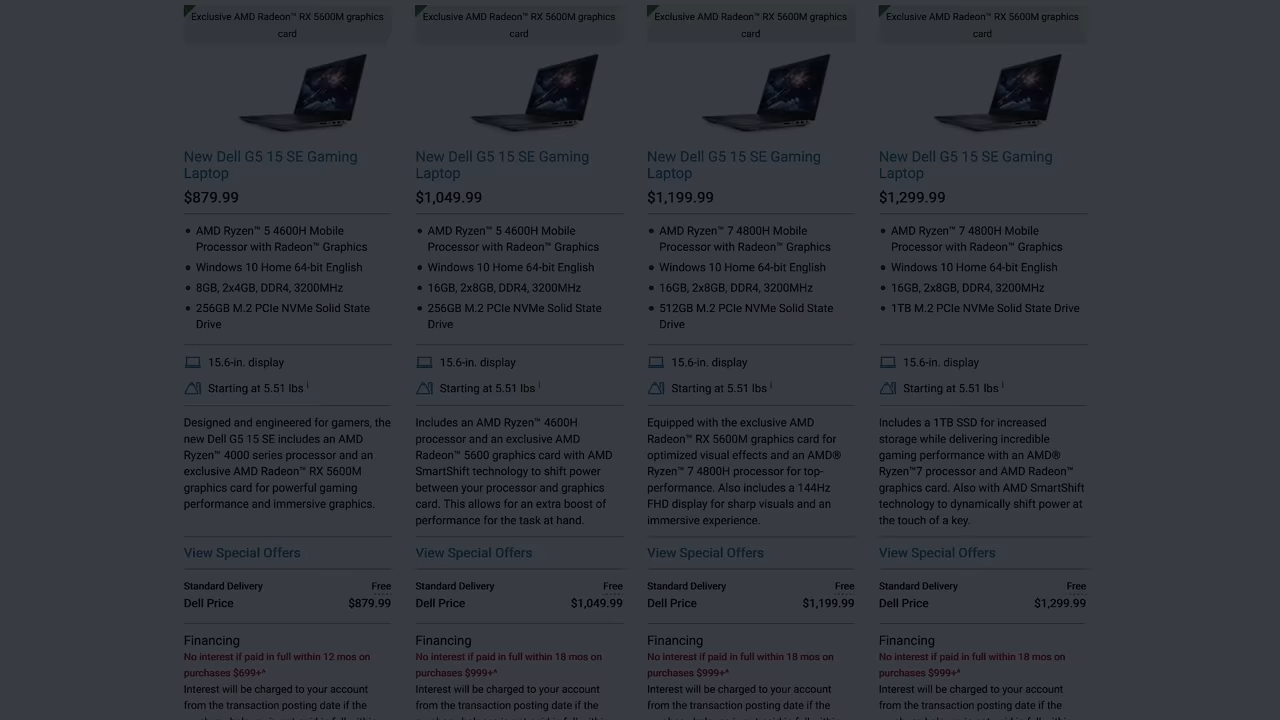 Exclusive AMD Radeon™ RX 5600M graphics
card
New Dell G5 15 SE Gaming
Laptop
$879.99
• AMD Ryzen™ 5 4600H Mobile
Processor with Radeon™ Graphics
• Windows 10 Home 64-bit English
• 8GB, 2x4GB, DDR4, 3200MHz
• 256GB M.2 PCIe NVMe Solid State
Drive
15.6-in. display
Starting at 5.51 lbs i
Designed and engineered for gamers, the
new Dell G5 15 SE includes an AMD
Ryzen™ 4000 series processor and an
exclusive AMD Radeon™ RX 5600M
graphics card for powerful gaming
performance and immersive graphics.
View Special Offers
Standard Delivery Free
Dell Price $879.99
Financing
No interest if paid in full within 12 mos on
purchases $699+^
Interest will be charged to your account
from the transaction posting date if the
Exclusive AMD Radeon™ RX 5600M graphics
card
New Dell G5 15 SE Gaming
Laptop
$1,049.99
• AMD Ryzen™ 5 4600H Mobile
Processor with Radeon™ Graphics
• Windows 10 Home 64-bit English
• 16GB, 2x8GB, DDR4, 3200MHz
• 256GB M.2 PCIe NVMe Solid State
Drive
15.6-in. display
Starting at 5.51 lbs i
Includes an AMD Ryzen™ 4600H
processor and an exclusive AMD
Radeon™ 5600 graphics card with AMD
SmartShift technology to shift power
between your processor and graphics
card. This allows for an extra boost of
performance for the task at hand.
View Special Offers
Standard Delivery Free
Dell Price $1,049.99
Financing
No interest if paid in full within 18 mos on
purchases $999+^
Interest will be charged to your account
from the transaction posting date if the
Exclusive AMD Radeon™ RX 5600M graphics
card
New Dell G5 15 SE Gaming
Laptop
$1,199.99
• AMD Ryzen™ 7 4800H Mobile
Processor with Radeon™ Graphics
• Windows 10 Home 64-bit English
• 16GB, 2x8GB, DDR4, 3200MHz
• 512GB M.2 PCIe NVMe Solid State
Drive
15.6-in. display
Starting at 5.51 lbs i
Equipped with the exclusive AMD
Radeon™ RX 5600M graphics card for
optimized visual effects and an AMD®
Ryzen™ 7 4800H processor for top-
performance. Also includes a 144Hz
FHD display for sharp visuals and an
immersive experience.
View Special Offers
Standard Delivery Free
Dell Price $1,199.99
Financing
No interest if paid in full within 18 mos on
purchases $999+^
Interest will be charged to your account
from the transaction posting date if the
Exclusive AMD Radeon™ RX 5600M graphics
card
New Dell G5 15 SE Gaming
Laptop
$1,299.99
• AMD Ryzen™ 7 4800H Mobile
Processor with Radeon™ Graphics
• Windows 10 Home 64-bit English
• 16GB, 2x8GB, DDR4, 3200MHz
• 1TB M.2 PCIe NVMe Solid State Drive
15.6-in. display
Starting at 5.51 lbs i
Includes a 1TB SSD for increased
storage while delivering incredible
gaming performance with an AMD®
Ryzen™7 processor and AMD Radeon™
graphics card. Also with AMD SmartShift
technology to dynamically shift power at
the touch of a key.
View Special Offers
Standard Delivery Free
Dell Price $1,299.99
Financing
No interest if paid in full within 18 mos on
purchases $999+^
Interest will be charged to your account
from the transaction posting date if the